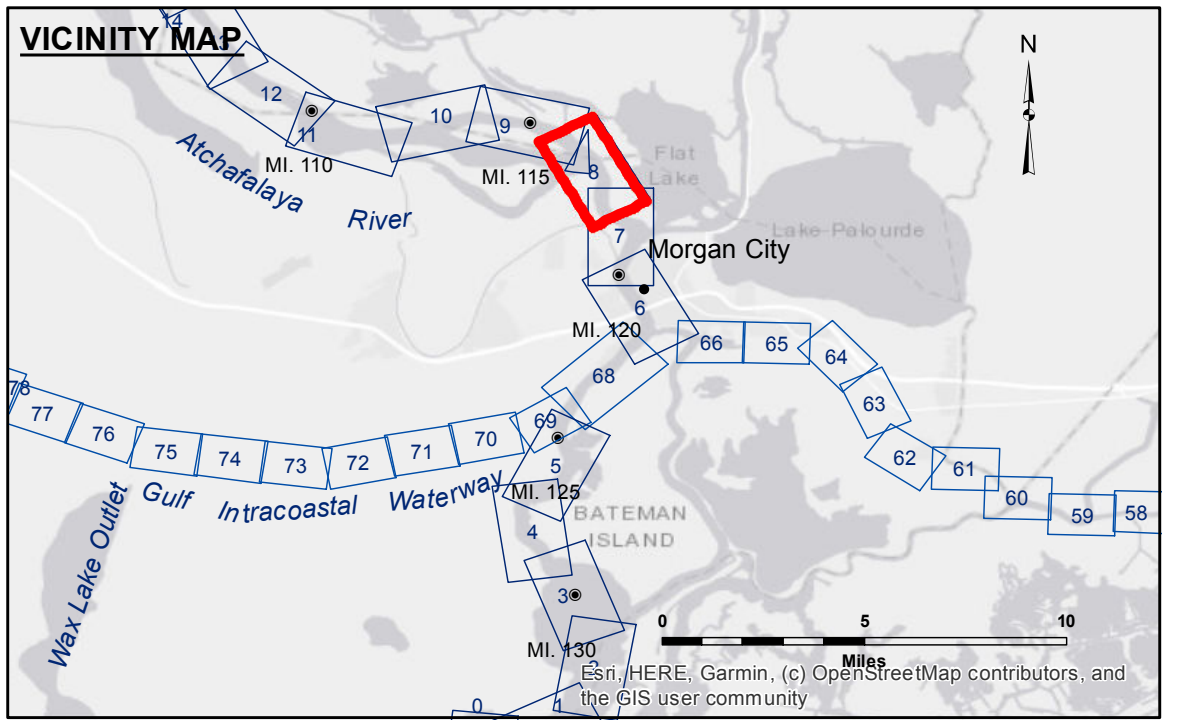 VICINITY MAP
N
14
13
12
11
MI. 110
10
9
MI. 115
8
Flat
Lake
Atchafalaya
River
7
Morgan City
Lake Palourde
6
MI. 120
66
65
64
63
62
61
60
59
58
68
69
70
71
72
73
74
75
76
77
78
Gulf Intracoastal Waterway
Wax Lake Outlet
5
MI. 125
4
BATEMAN
ISLAND
3
MI. 130
2
1
0
0 5 10
Miles
Esri, HERE, Garmin, (c) OpenStreetMap contributors, and
the GIS user community